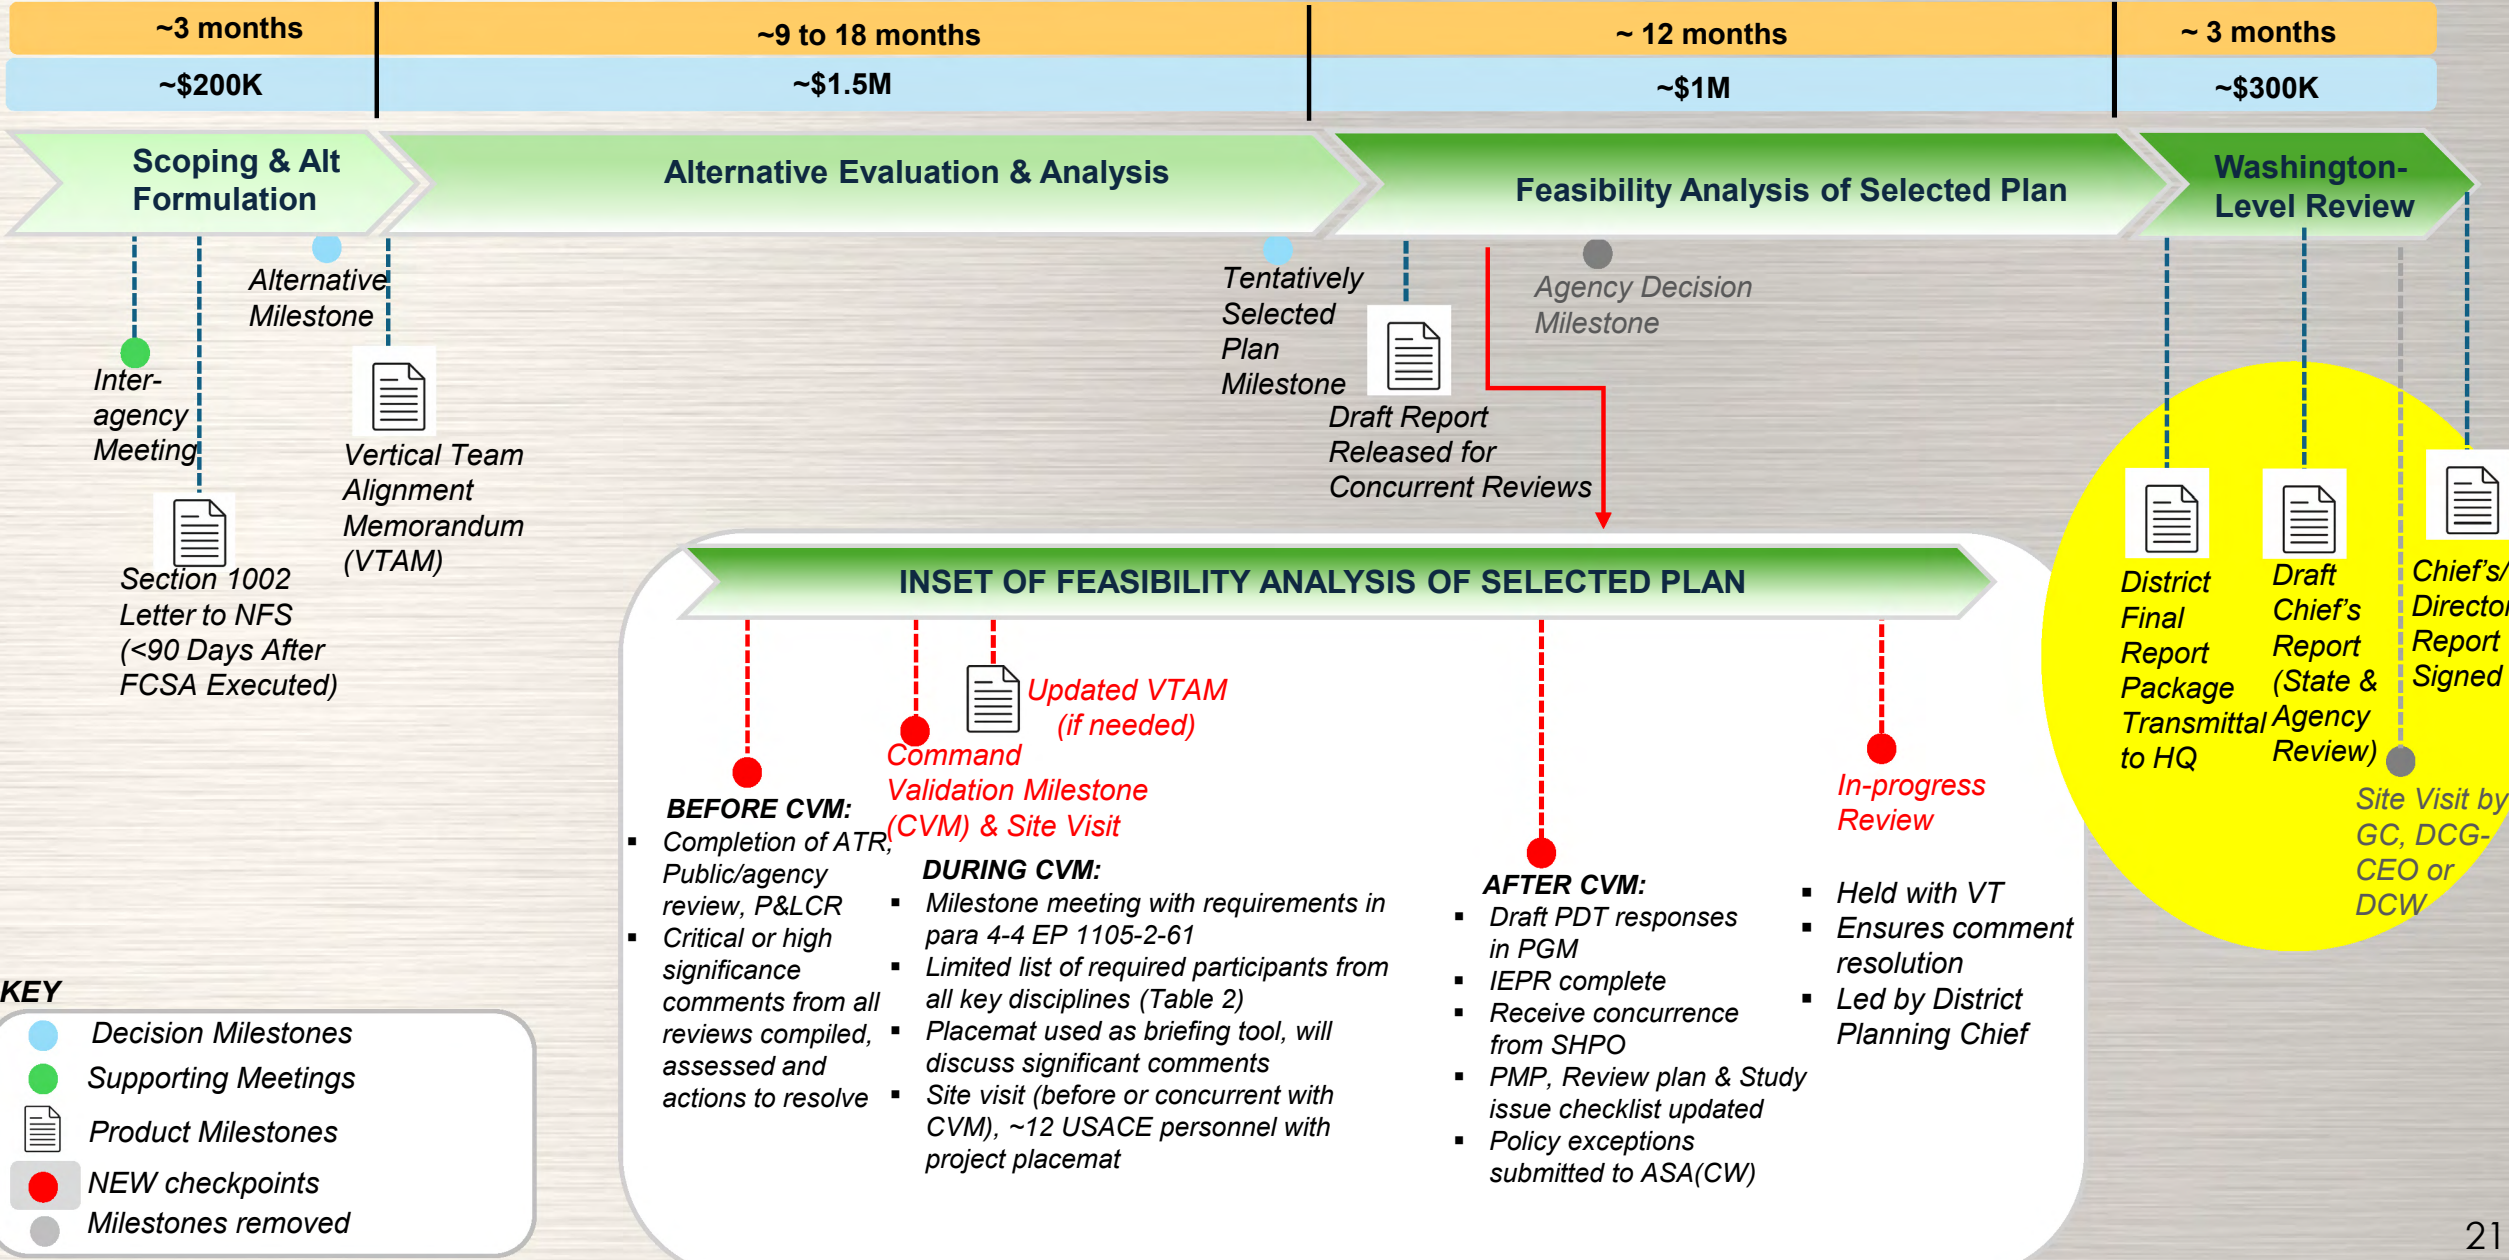 ~3 months
~9 to 18 months
~ 12 months
~ 3 months
~$200K
~$1.5M
~$1M
~$300K
Scoping & Alt
Formulation
Alternative Evaluation & Analysis
Feasibility Analysis of Selected Plan
Washington-
Level Review
Inter-
agency
Meeting
Section 1002
Letter to NFS
(<90 Days After
FCSA Executed)
Alternative
Milestone
Vertical Team
Alignment
Memorandum
(VTAM)
Tentatively
Selected
Plan
Milestone
Draft Report
Released for
Concurrent Reviews
Agency Decision
Milestone
District
Final
Report
Package
Transmittal
to HQ
Draft
Chief's
Report
(State &
Agency
Review)
Chief's/
Director
Report
Signed
Site Visit by
GC, DCG-
CEO or
DCW
INSET OF FEASIBILITY ANALYSIS OF SELECTED PLAN
BEFORE CVM:
▪ Completion of ATR,
Public/agency
review, P&LCR
▪ Critical or high
significance
comments from all
reviews compiled,
assessed and
actions to resolve
Command
Validation Milestone
(CVM) & Site Visit
Updated VTAM
(if needed)
DURING CVM:
▪ Milestone meeting with requirements in
para 4-4 EP 1105-2-61
▪ Limited list of required participants from
all key disciplines (Table 2)
▪ Placemat used as briefing tool, will
discuss significant comments
▪ Site visit (before or concurrent with
CVM), ~12 USACE personnel with
project placemat
AFTER CVM:
▪ Draft PDT responses
in PGM
▪ IEPR complete
▪ Receive concurrence
from SHPO
▪ PMP, Review plan & Study
issue checklist updated
▪ Policy exceptions
submitted to ASA(CW)
In-progress
Review
▪ Held with VT
▪ Ensures comment
resolution
▪ Led by District
Planning Chief
KEY
Decision Milestones
Supporting Meetings
Product Milestones
NEW checkpoints
Milestones removed
21